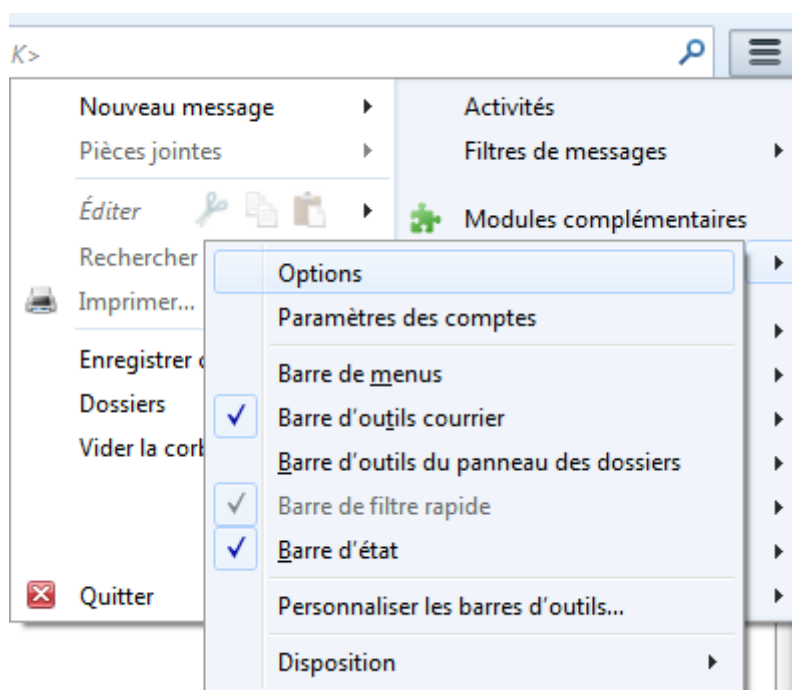 K>
Nouveau message
Pièces jointes
Éditer
Rechercher
Imprimer...
Enregistrer
Dossiers
Vider la
Quitter
Activités
Filtres de messages
Modules complémentaires
Options
Paramètres des comptes
Barre de menus
Barre d'outils courrier
Barre d'outils du panneau des dossiers
Barre de filtre rapide
Barre d'état
Personnaliser les barres d'outils...
Disposition